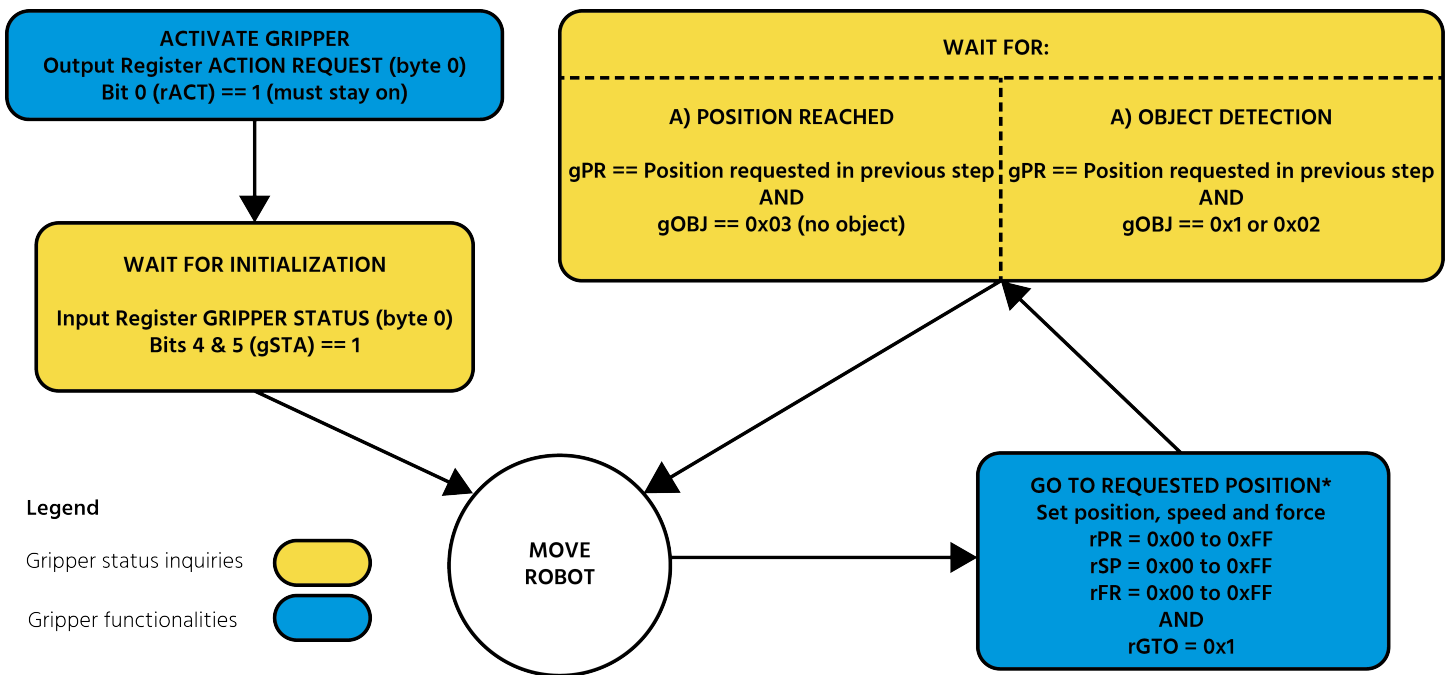 ACTIVATE GRIPPER
Output Register ACTION REQUEST (byte 0)
Bit 0 (rACT) == 1 (must stay on)
WAIT FOR INITIALIZATION
Input Register GRIPPER STATUS (byte 0)
Bits 4 & 5 (gSTA) == 1
WAIT FOR:
A) POSITION REACHED
gPR == Position requested in previous step
AND
gOBJ == 0x03 (no object)
A) OBJECT DETECTION
gPR == Position requested in previous step
AND
gOBJ == 0x1 or 0x02
MOVE
ROBOT
GO TO REQUESTED POSITION*
Set position, speed and force
rPR = 0x00 to 0xFF
rSP = 0x00 to 0xFF
rFR = 0x00 to 0xFF
AND
rGTO = 0x1
Legend
Gripper status inquiries
Gripper functionalities